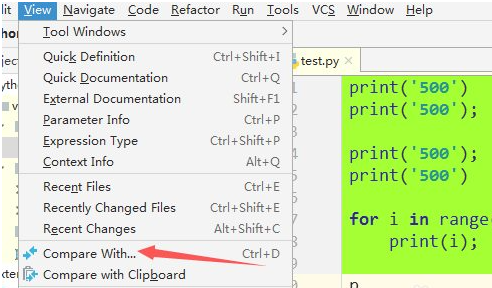 lit View Navigate Code Refactor Run Tools VCS Window Help
Tool Windows
Quick Definition Ctrl+Shift+I
Quick Documentation Ctrl+Q
External Documentation Shift+F1
Parameter Info Ctrl+P
Expression Type Ctrl+Shift+P
Context Info Alt+Q
Recent Files Ctrl+E
Recently Changed Files Ctrl+Shift+E
Recent Changes Alt+Shift+C
Compare With... Ctrl+D
Compare with Clipboard
test.py
print('500')
print('500');
print('500');
print('500')
for i in range(
print(i);